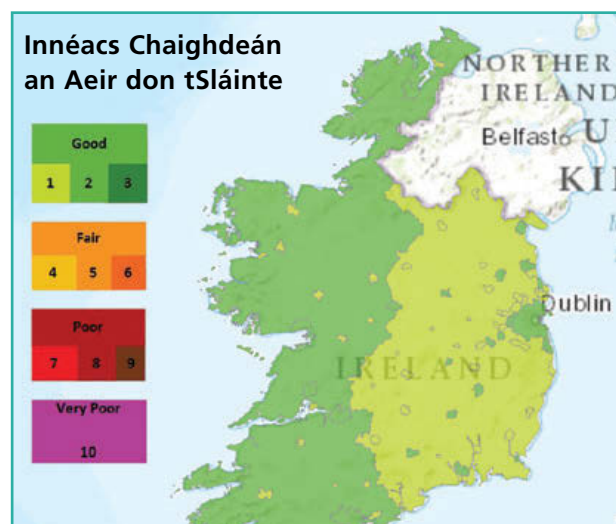 Innéacs Chaighdeán
an Aeir don tSláinte
Good
1 2 3
Fair
4 5 6
Poor
7 8 9
Very Poor
10
NORTHER
IRELAND
Belfast
U
KI
Dublin
IRELAND